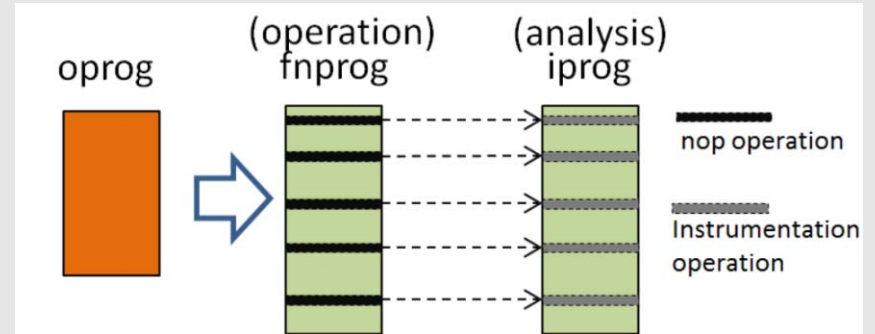 (operation)
(analysis)
oprog
fnprog
iprog
nop operation
Instrumentation
operation